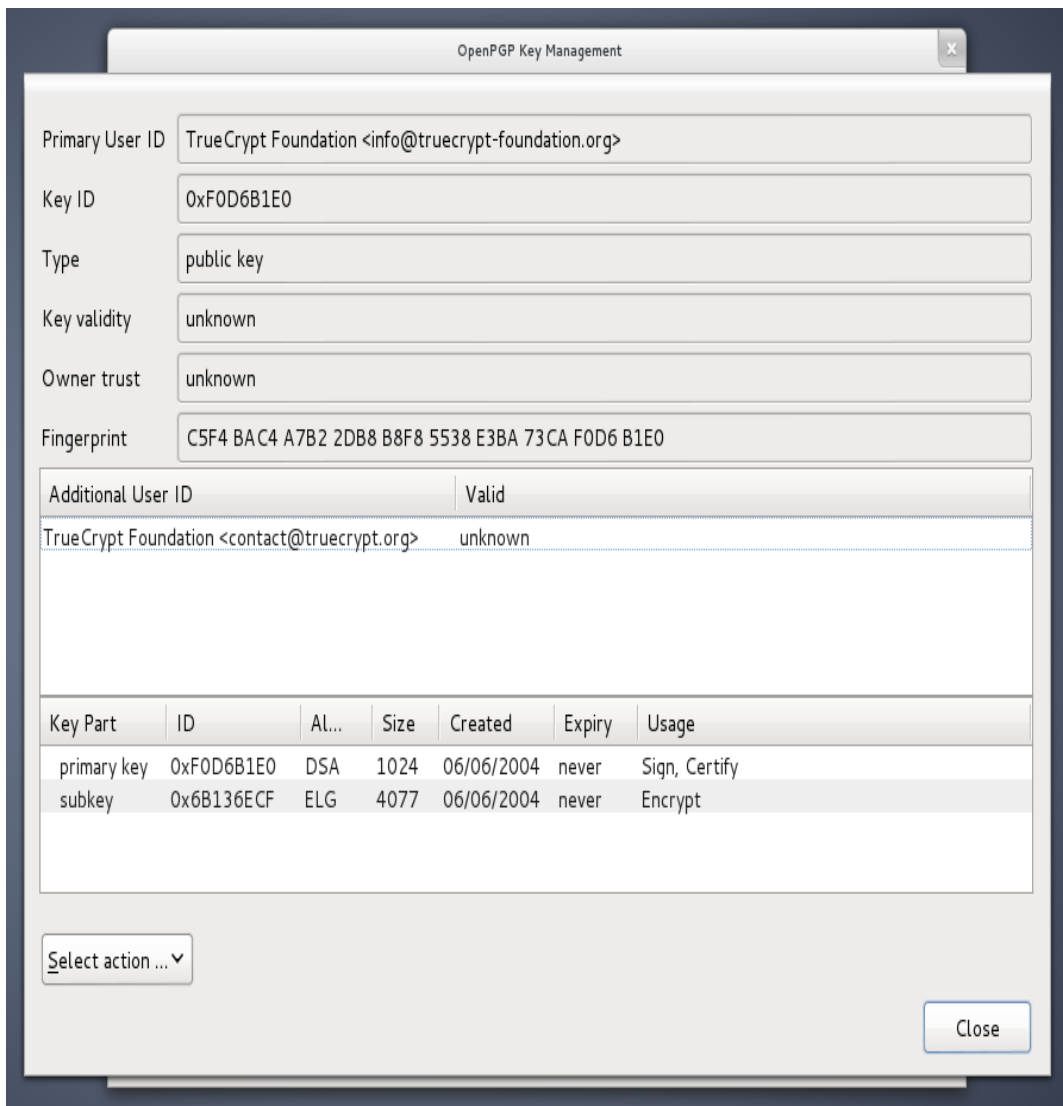 OpenPGP Key Management
x
Primary User ID TrueCrypt Foundation <info@truecrypt-foundation.org>
Key ID 0xF0D6B1E0
Type public key
Key validity unknown
Owner trust unknown
Fingerprint C5F4 BAC4 A7B2 2DB8 B8F8 5538 E3BA 73CA F0D6 B1E0
Additional User ID Valid
TrueCrypt Foundation <contact@truecrypt.org> unknown
Key Part ID Al... Size Created Expiry Usage
primary key 0xF0D6B1E0 DSA 1024 06/06/2004 never Sign, Certify
subkey 0x6B136ECF ELG 4077 06/06/2004 never Encrypt
Select action ...
Close